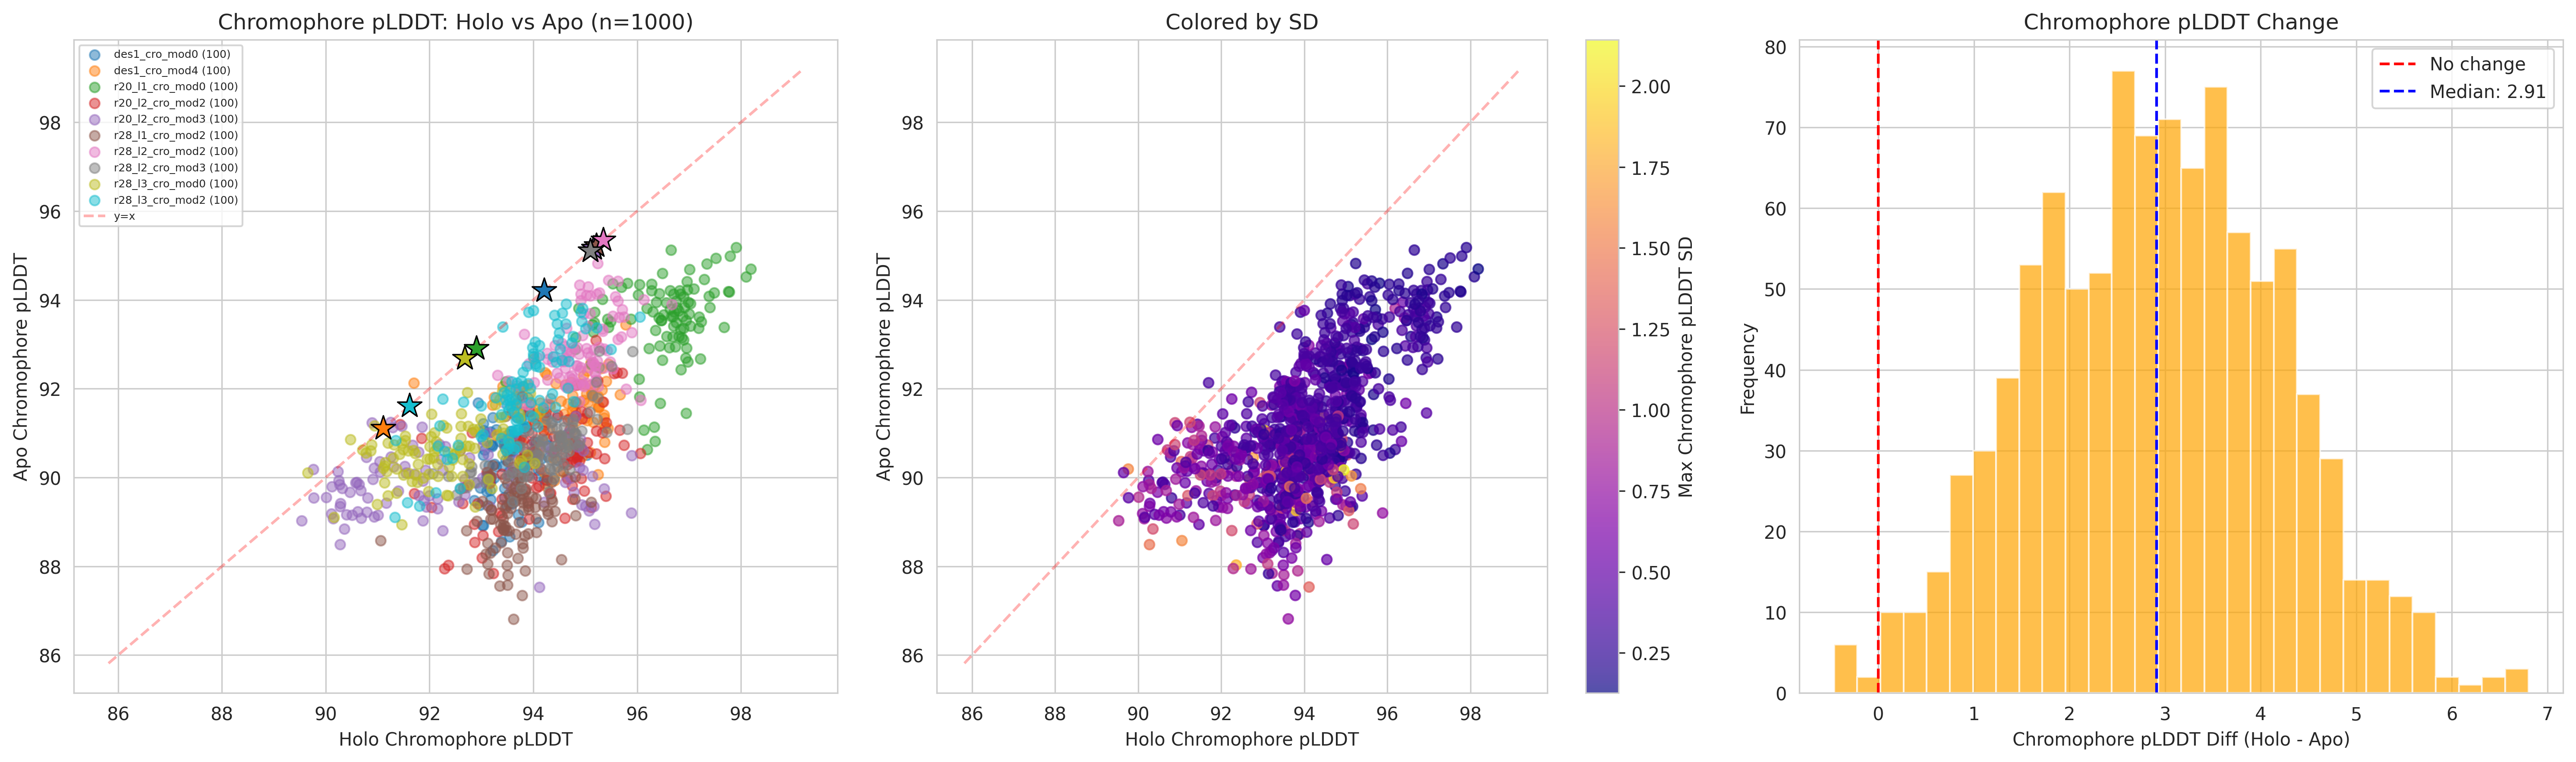 Chromophore pLDDT: Holo vs Apo (n=1000)
des1_cro_mod0 (100)
des1_cro_mod4 (100)
r20_l1_cro_mod0 (100)
r20_l2_cro_mod2 (100)
r20_l2_cro_mod3 (100)
r28_l1_cro_mod2 (100)
r28_l2_cro_mod2 (100)
r28_l2_cro_mod3 (100)
r28_l3_cro_mod0 (100)
r28_l3_cro_mod2 (100)
y=x
Apo Chromophore pLDDT
98
96
94
92
90
88
86
86
88
90
92
94
96
98
Holo Chromophore pLDDT
Colored by SD
Apo Chromophore pLDDT
98
96
94
92
90
88
86
86
88
90
92
94
96
98
Holo Chromophore pLDDT
2.00
1.75
1.50
1.25
1.00
0.75
0.50
0.25
Max Chromophore pLDDT SD
Chromophore pLDDT Change
No change
Median: 2.91
Frequency
80
70
60
50
40
30
20
10
0
0
1
2
3
4
5
6
7
Chromophore pLDDT Diff (Holo - Apo)